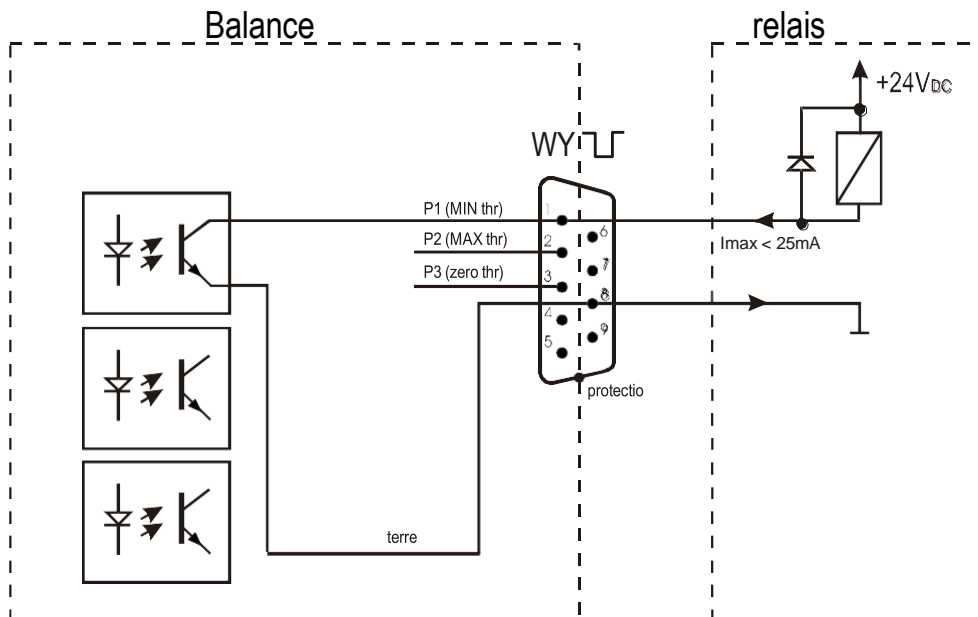 Balance
relais
+24VDC
WY
P1 (MIN thr)
P2 (MAX thr)
P3 (zero thr)
1
2
3
4
5
6
7
8
9
Imax < 25mA
protectio
terre